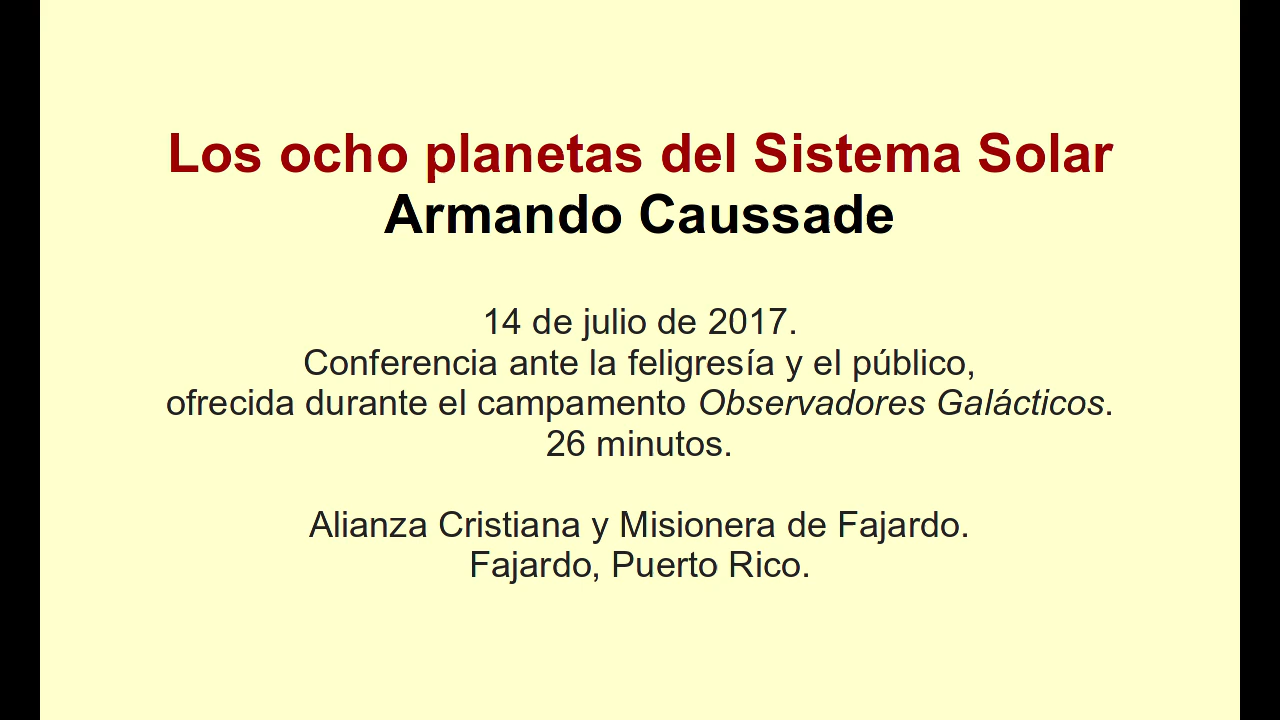 Los ocho planetas del Sistema Solar
Armando Caussade
14 de julio de 2017.
Conferencia ante la feligresía y el público,
ofrecida durante el campamento Observadores Galácticos.
26 minutos.
Alianza Cristiana y Misionera de Fajardo.
Fajardo, Puerto Rico.